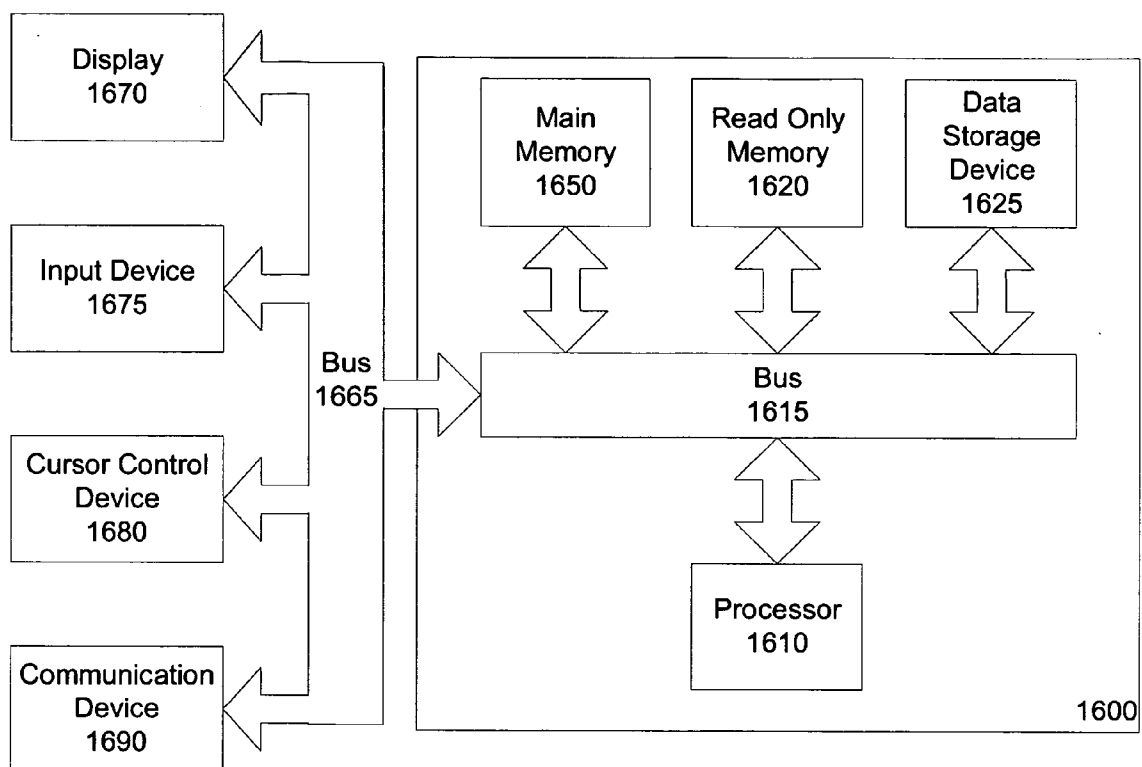 Display
1670
Input Device
1675
Cursor Control
Device
1680
Communication
Device
1690
Bus
1665
Main
Memory
1650
Read Only
Memory
1620
Data
Storage
Device
1625
Bus
1615
Processor
1610
1600